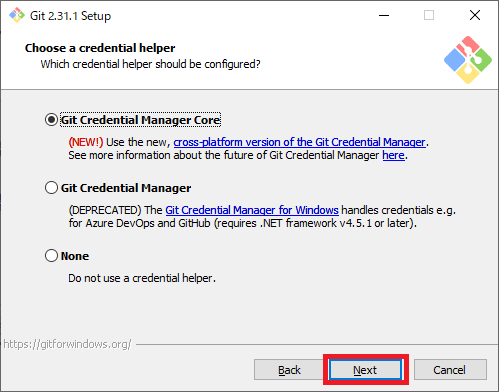 Git 2.31.1 Setup
Choose a credential helper
Which credential helper should be configured?
Git Credential Manager Core
(NEW!) Use the new, cross-platform version of the Git Credential Manager.
See more information about the future of Git Credential Manager here.
Git Credential Manager
(DEPRECATED) The Git Credential Manager for Windows handles credentials e.g.
for Azure DevOps and GitHub (requires .NET framework v4.5.1 or later).
None
Do not use a credential helper.
https://gitforwindows.org/
Back Next Cancel